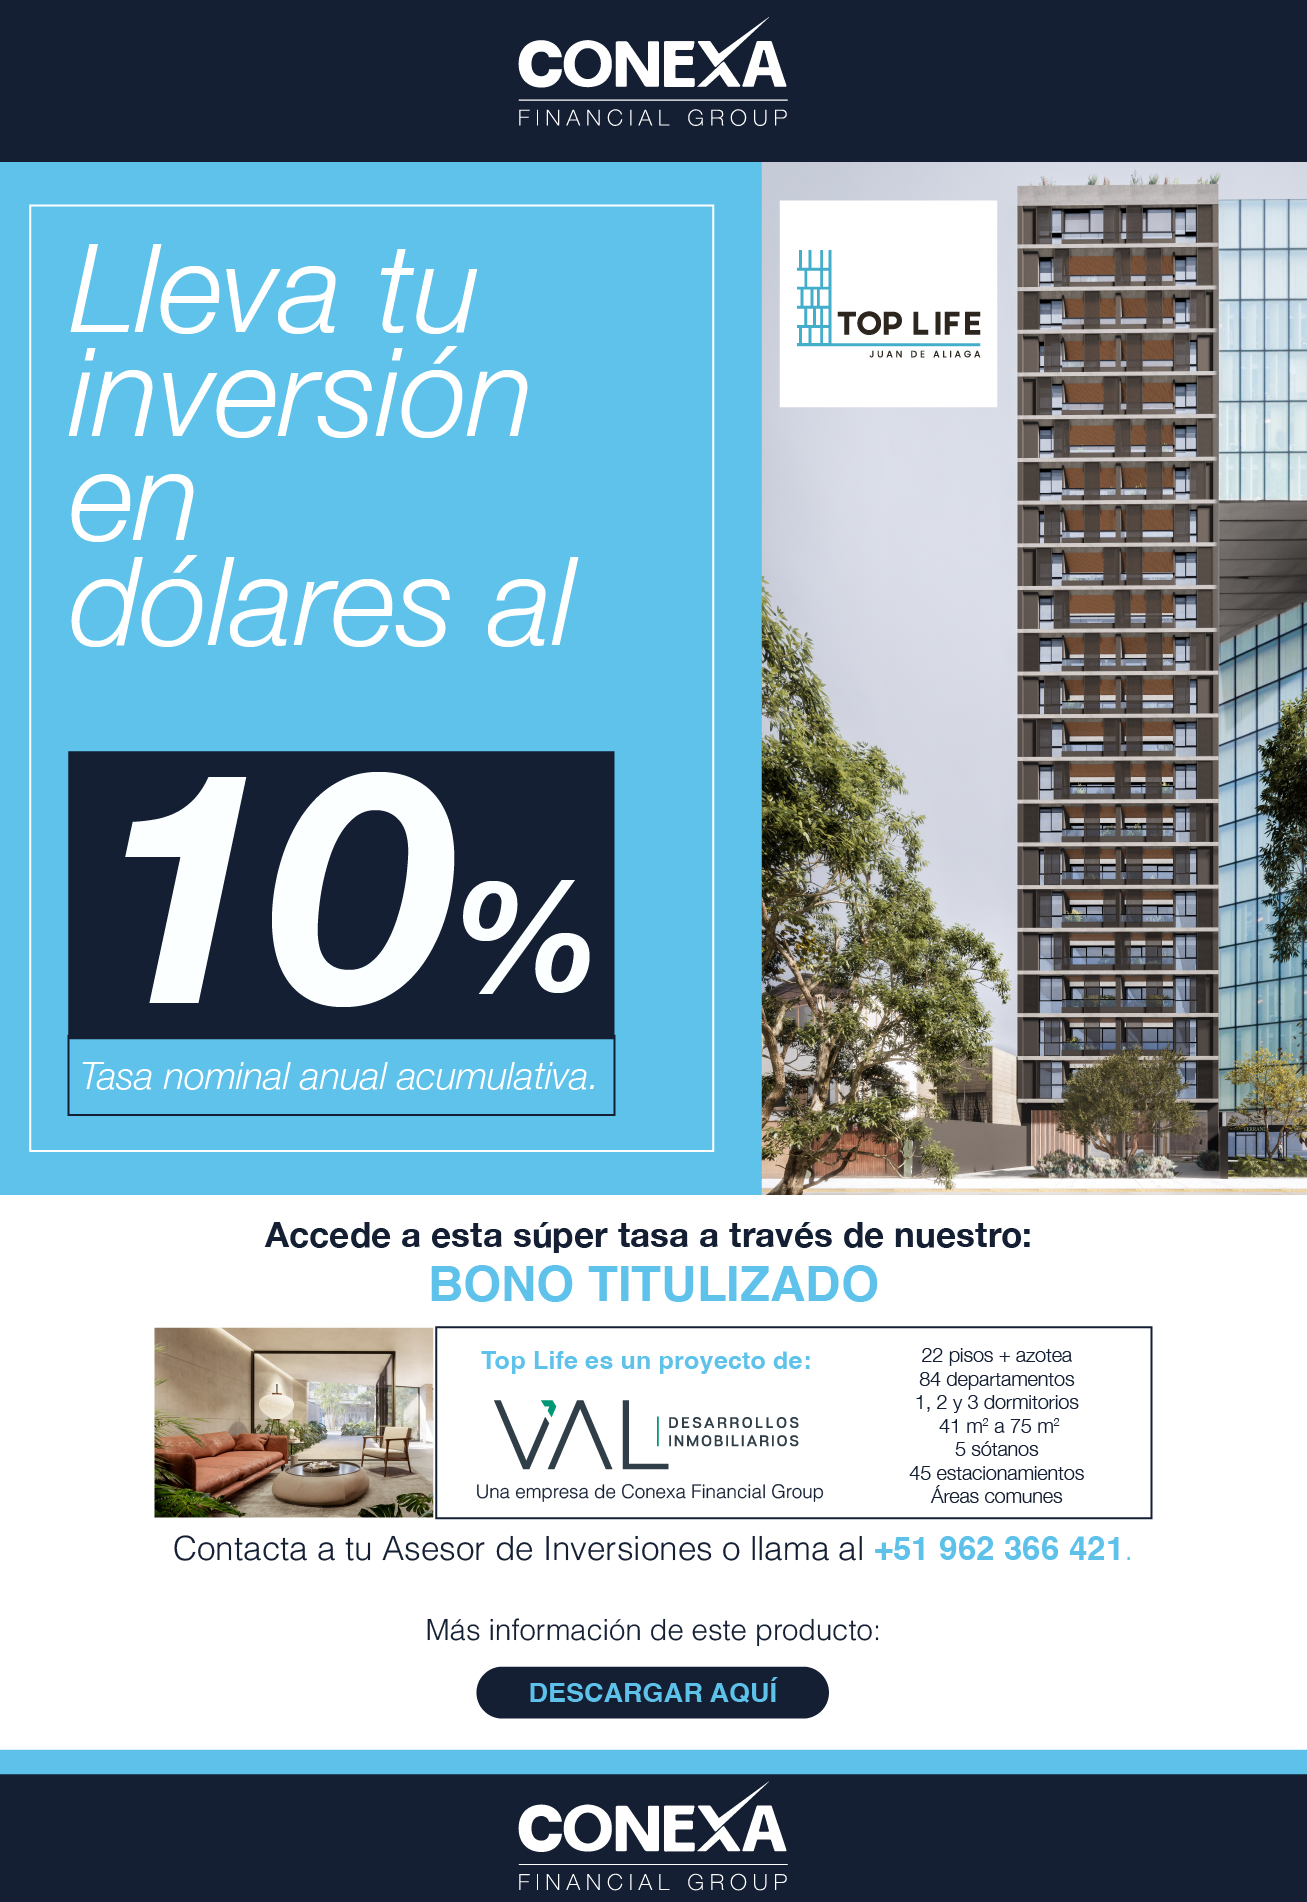 CONEXA
FINANCIAL GROUP
Lleva tu
inversión
en
dólares al
10%
Tasa nominal anual acumulativa.
TOP LIFE
JUAN DE ALIAGA
Accede a esta súper tasa a través de nuestro:
BONO TITULIZADO
Top Life es un proyecto de:
VAL DESARROLLOS
INMOBILIARIOS
Una empresa de Conexa Financial Group
22 pisos + azotea
84 departamentos
1, 2 y 3 dormitorios
41 m² a 75 m²
5 sótanos
45 estacionamientos
Áreas comunes
Contacta a tu Asesor de Inversiones o llama al +51 962 366 421.
Más información de este producto:
DESCARGAR AQUÍ
CONEXA
FINANCIAL GROUP